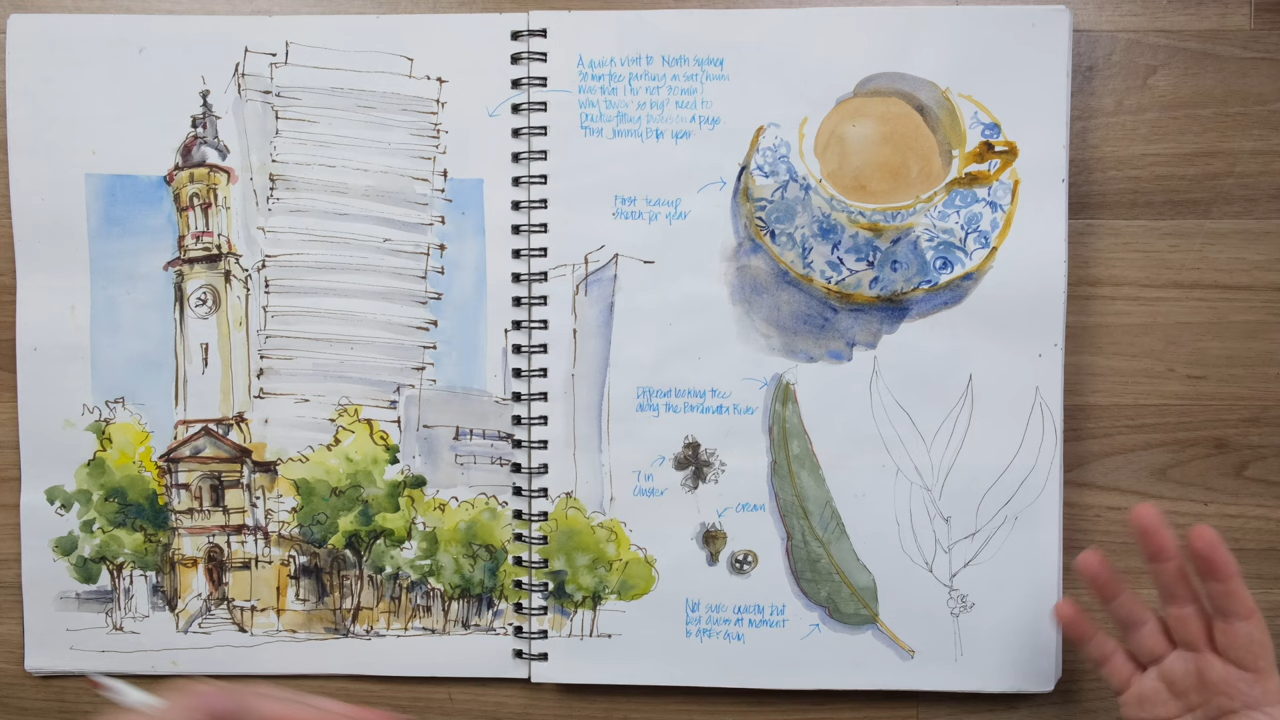 A quick visit to North Sydney
30 min free parking on Sat (hmm
was that 1 hr not 30 min)
Why tower so big? need to
practice fitting towers on a page.
First Jimmy B for year.
First teacup
sketch for year
Different looking tree
along the Parramatta River
7 in
cluster
cream
Not sure exactly but
best guess at moment
is GREY GUM